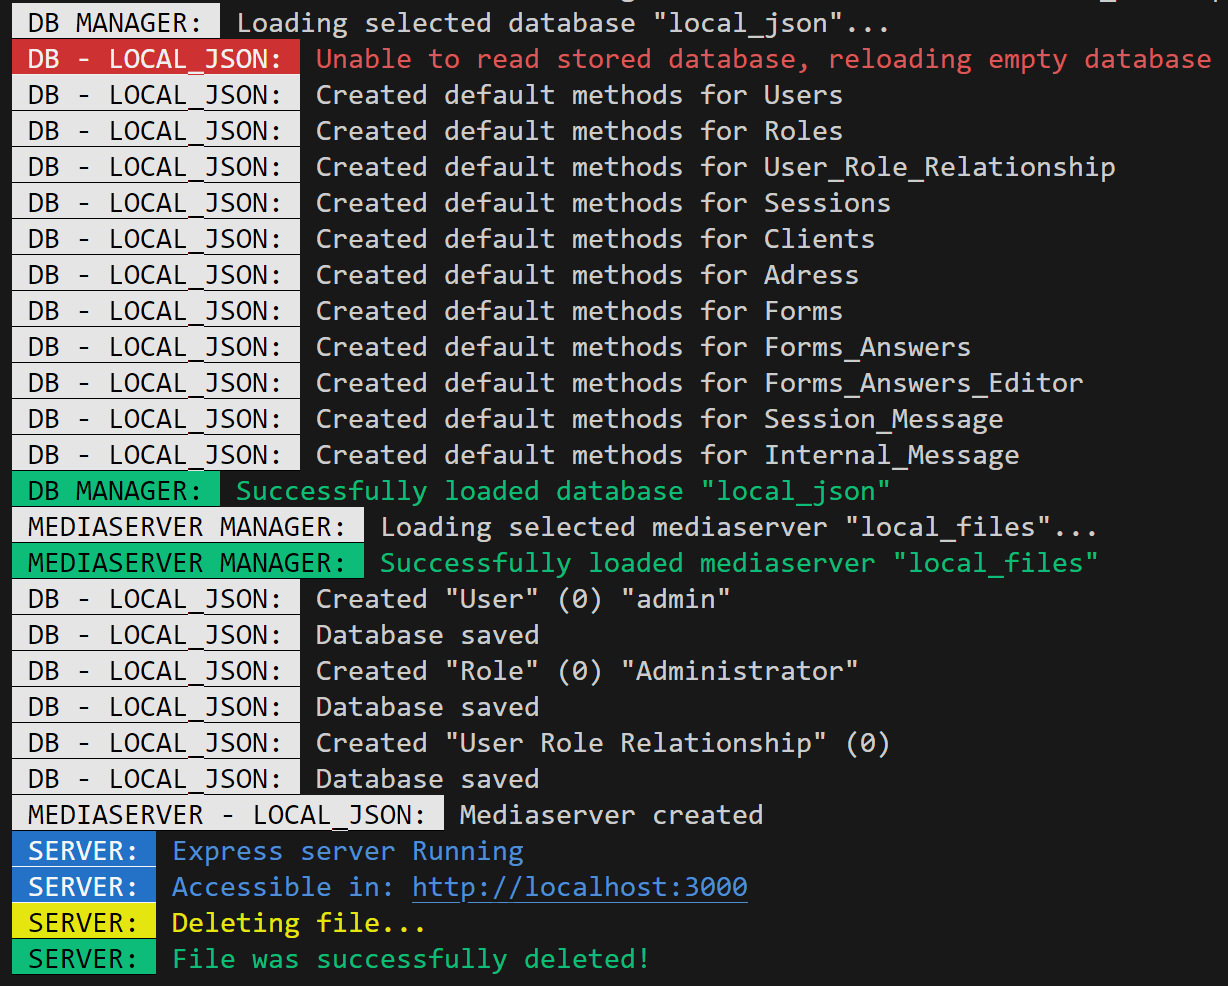 DB MANAGER: Loading selected database "local_json"...
DB - LOCAL_JSON: Unable to read stored database, reloading empty database
DB - LOCAL_JSON: Created default methods for Users
DB - LOCAL_JSON: Created default methods for Roles
DB - LOCAL_JSON: Created default methods for User_Role_Relationship
DB - LOCAL_JSON: Created default methods for Sessions
DB - LOCAL_JSON: Created default methods for Clients
DB - LOCAL_JSON: Created default methods for Adress
DB - LOCAL_JSON: Created default methods for Forms
DB - LOCAL_JSON: Created default methods for Forms_Answers
DB - LOCAL_JSON: Created default methods for Forms_Answers_Editor
DB - LOCAL_JSON: Created default methods for Session_Message
DB - LOCAL_JSON: Created default methods for Internal_Message
DB MANAGER: Successfully loaded database "local_json"
MEDIASERVER MANAGER: Loading selected mediaserver "local_files"...
MEDIASERVER MANAGER: Successfully loaded mediaserver "local_files"
DB - LOCAL_JSON: Created "User" (0) "admin"
DB - LOCAL_JSON: Database saved
DB - LOCAL_JSON: Created "Role" (0) "Administrator"
DB - LOCAL_JSON: Database saved
DB - LOCAL_JSON: Created "User Role Relationship" (0)
DB - LOCAL_JSON: Database saved
MEDIASERVER - LOCAL_JSON: Mediaserver created
SERVER: Express server Running
SERVER: Accessible in: http://localhost:3000
SERVER: Deleting file...
SERVER: File was successfully deleted!